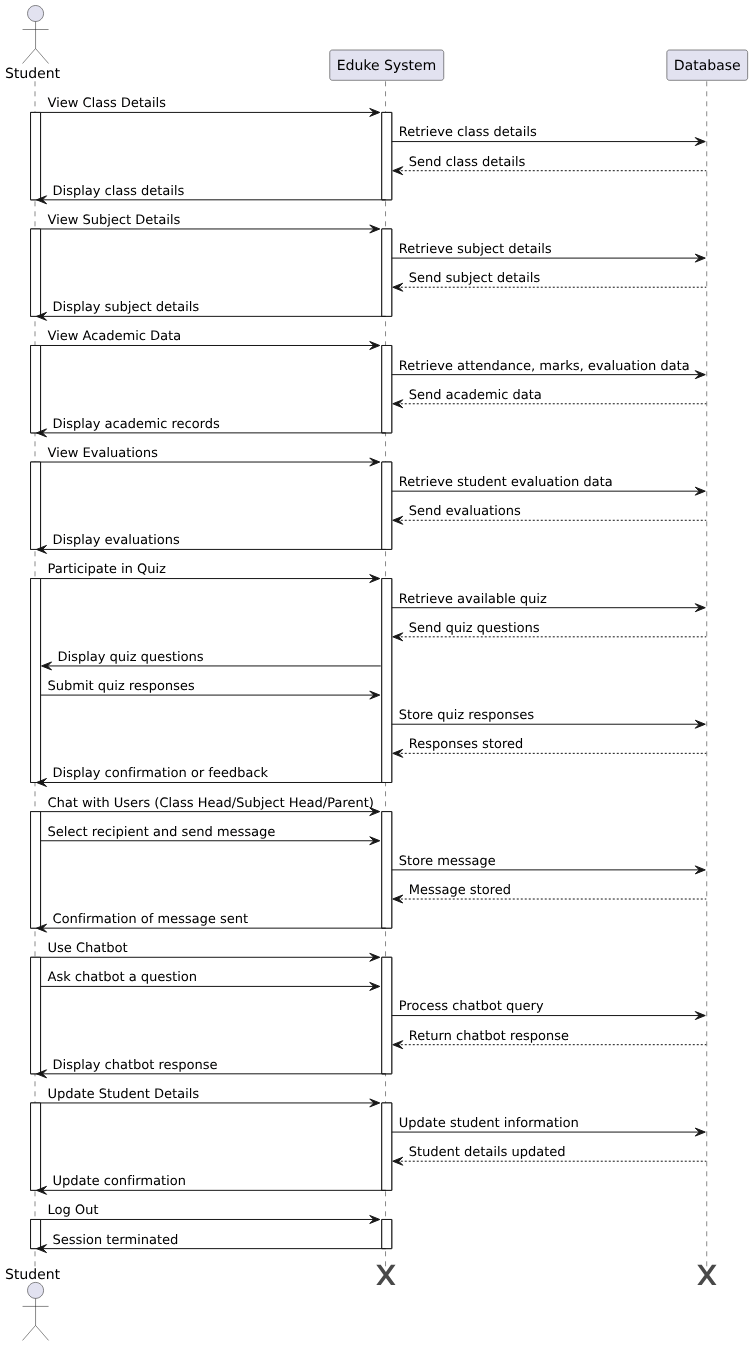 Student
Eduke System
Database
View Class Details
Retrieve class details
Send class details
Display class details
View Subject Details
Retrieve subject details
Send subject details
Display subject details
View Academic Data
Retrieve attendance, marks, evaluation data
Send academic data
Display academic records
View Evaluations
Retrieve student evaluation data
Send evaluations
Display evaluations
Participate in Quiz
Retrieve available quiz
Send quiz questions
Display quiz questions
Submit quiz responses
Store quiz responses
Responses stored
Display confirmation or feedback
Chat with Users (Class Head/Subject Head/Parent)
Select recipient and send message
Store message
Message stored
Confirmation of message sent
Use Chatbot
Ask chatbot a question
Process chatbot query
Return chatbot response
Display chatbot response
Update Student Details
Update student information
Student details updated
Update confirmation
Log Out
Session terminated
Student